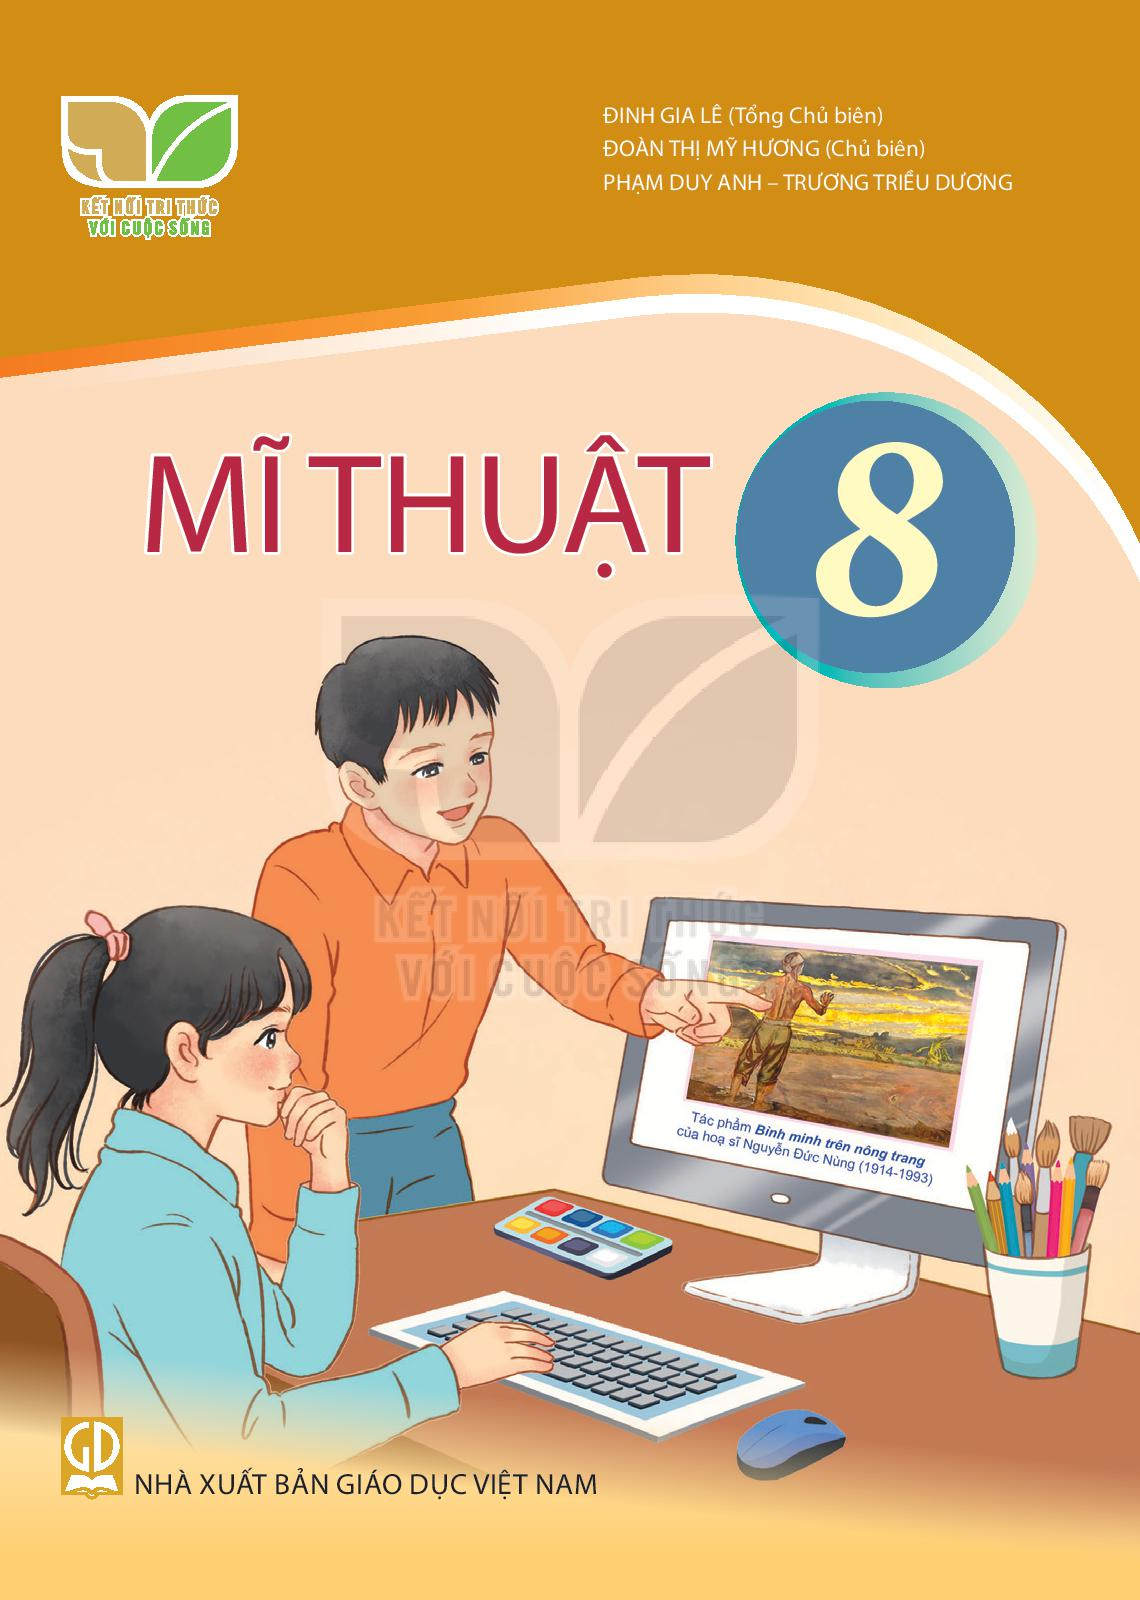 ĐINH GIA LÊ (Tổng Chủ biên)
ĐOÀN THỊ MỸ HƯƠNG (Chủ biên)
PHẠM DUY ANH – TRƯƠNG TRIỀU DƯƠNG
KẾT NỐI TRI THỨC
VỚI CUỘC SỐNG
MĨ THUẬT 8
KẾT NỐI TRI THỨC
VỚI CUỘC SỐNG
Tác phẩm Bình minh trên nông trang
của hoạ sĩ Nguyễn Đức Nùng (1914-1993)
GD
NHÀ XUẤT BẢN GIÁO DỤC VIỆT NAM